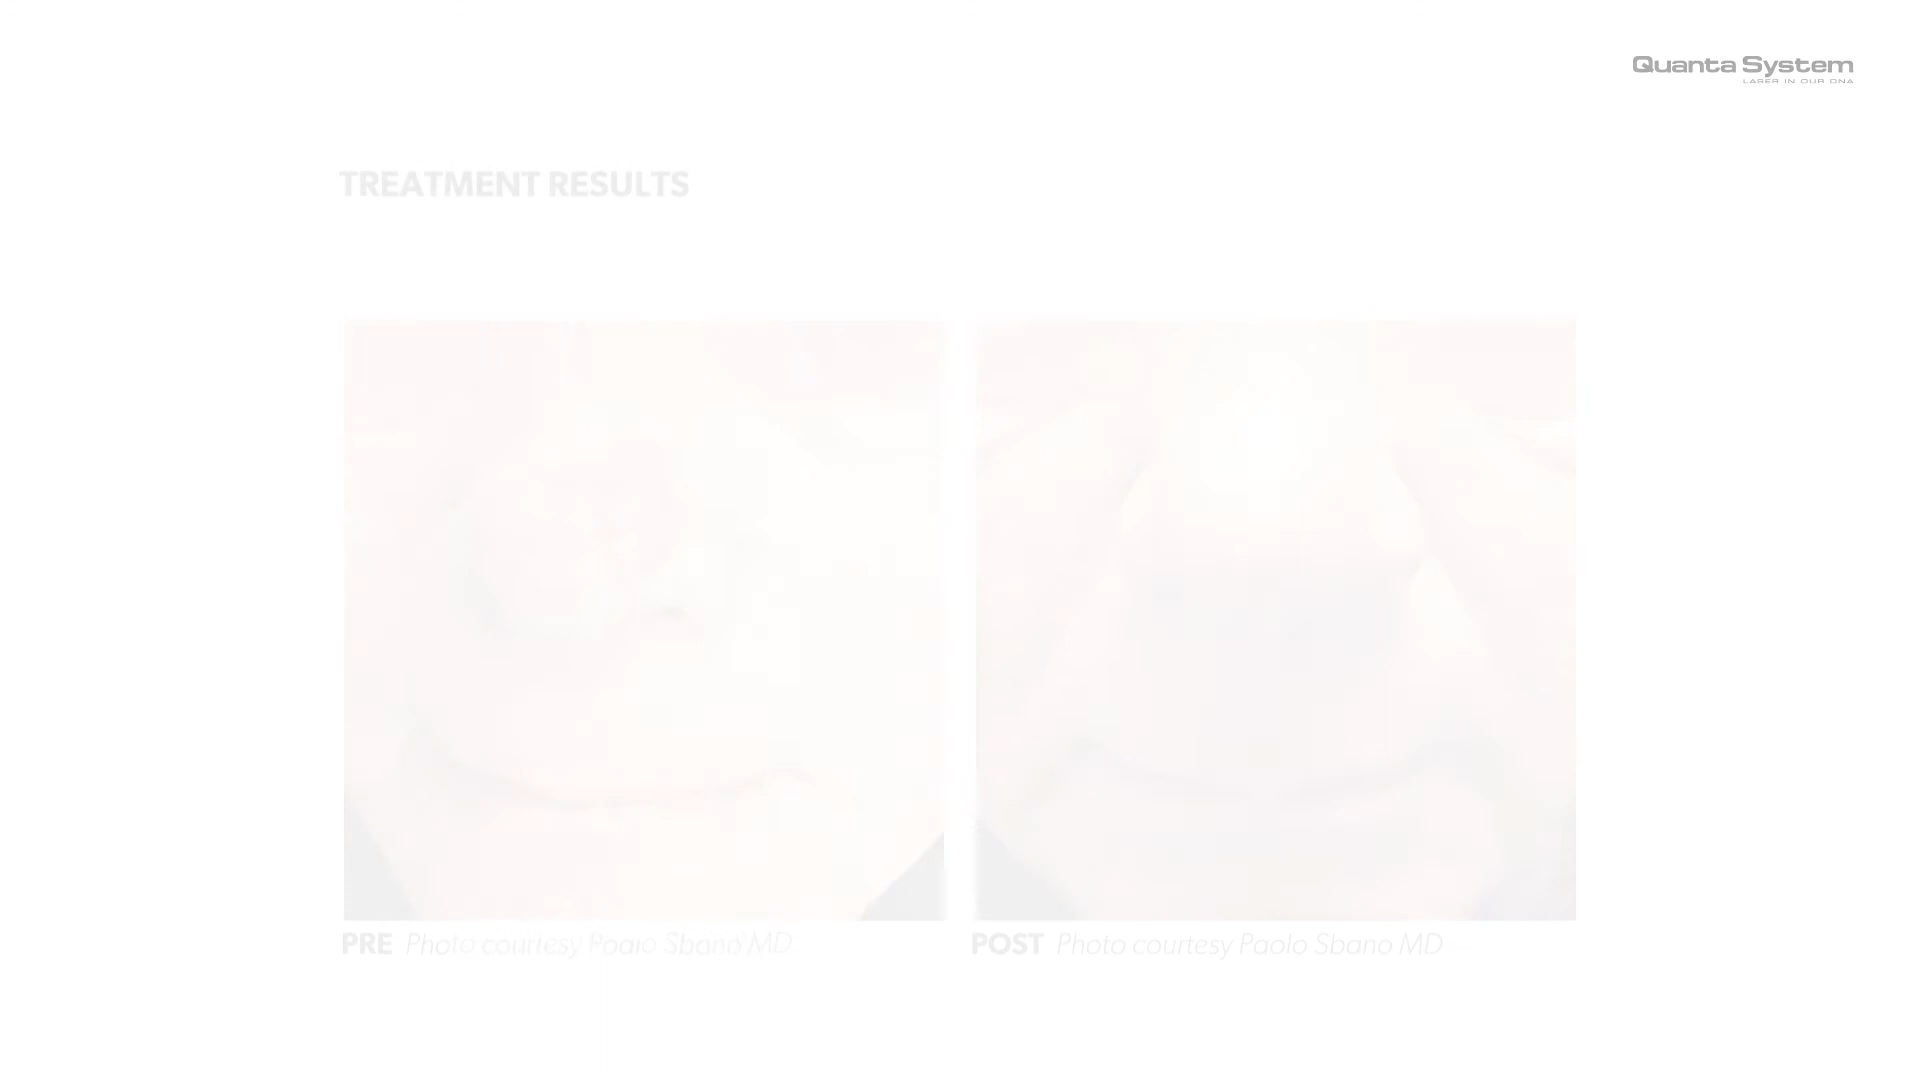 Quanta System
LASER IN OUR DNA
TREATMENT RESULTS
PRE Photo courtesy Paolo Sbano MD
POST Photo courtesy Paolo Sbano MD